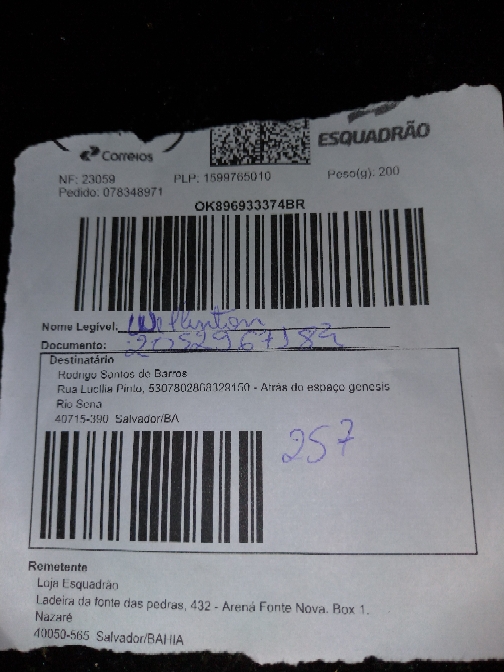 Correios
ESQUADRÃO
NF: 23059 PLP: 1599765010 Peso(g): 200
Pedido: 078348971
OK896933374BR
Nome Legível:
Documento:
Destinatário
Rodrigo Santos de Barros
Rua Lucília Pinto, 5307802868329150 - Atrás do espaço genesis
Rio Sena
40715-390 Salvador/BA
257
Remetente
Loja Esquadrão
Ladeira da fonte das pedras, 432 - Arena Fonte Nova. Box 1.
Nazaré
40050-565 Salvador/BAHIA